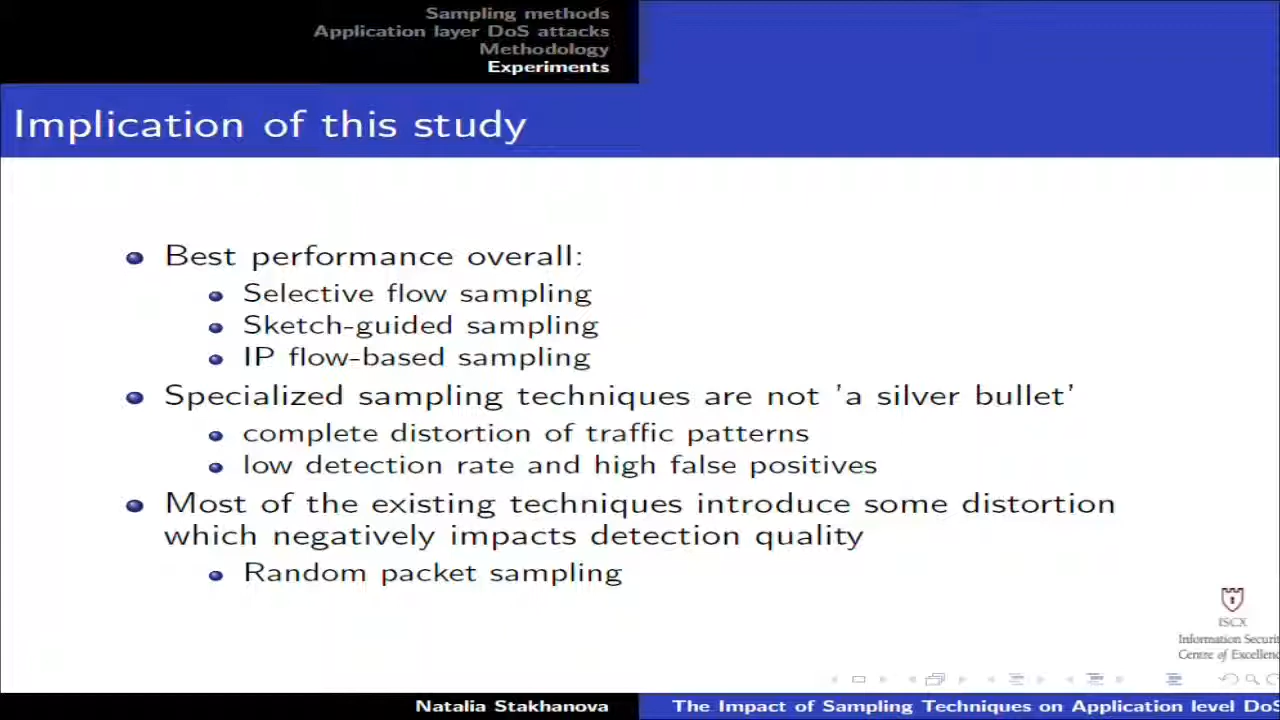 Sampling methods
Application layer DoS attacks
Methodology
Experiments
Implication of this study
Best performance overall:
Selective flow sampling
Sketch-guided sampling
IP flow-based sampling
Specialized sampling techniques are not 'a silver bullet'
complete distortion of traffic patterns
low detection rate and high false positives
Most of the existing techniques introduce some distortion
which negatively impacts detection quality
Random packet sampling
ISCX
Information Securit
Centre of Excellenc
Natalia Stakhanova
The Impact of Sampling Techniques on Application level DoS